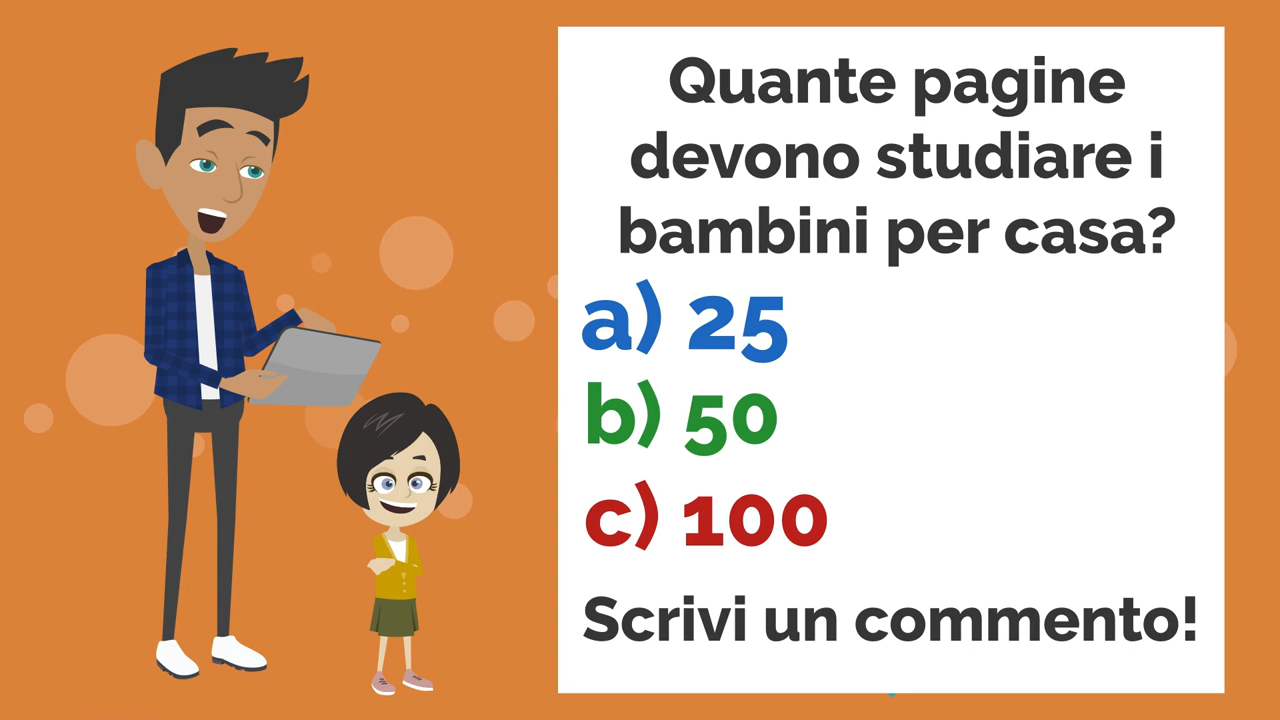 Quante pagine
devono studiare i
bambini per casa?
a) 25
b) 50
c) 100
Scrivi un commento!